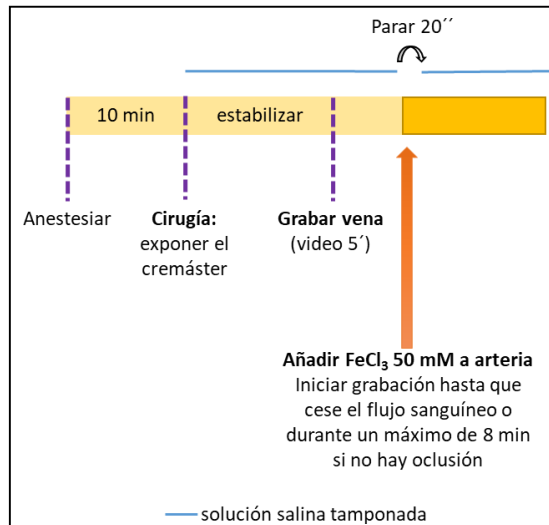 Parar 20´´
10 min
estabilizar
Anestesiar
Cirugía:
exponer el
cremáster
Grabar vena
(video 5´)
Añadir FeCl₃ 50 mM a arteria
Iniciar grabación hasta que
cese el flujo sanguíneo o
durante un máximo de 8 min
si no hay oclusión
solución salina tamponada